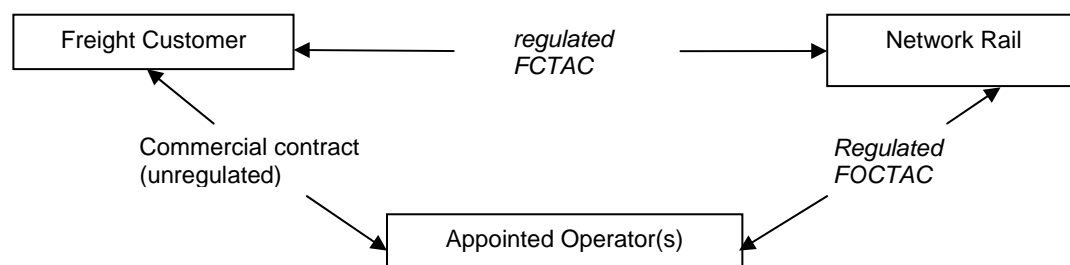 Freight Customer
regulated
FCTAC
Network Rail
Commercial contract
(unregulated)
Regulated
FOCTAC
Appointed Operator(s)